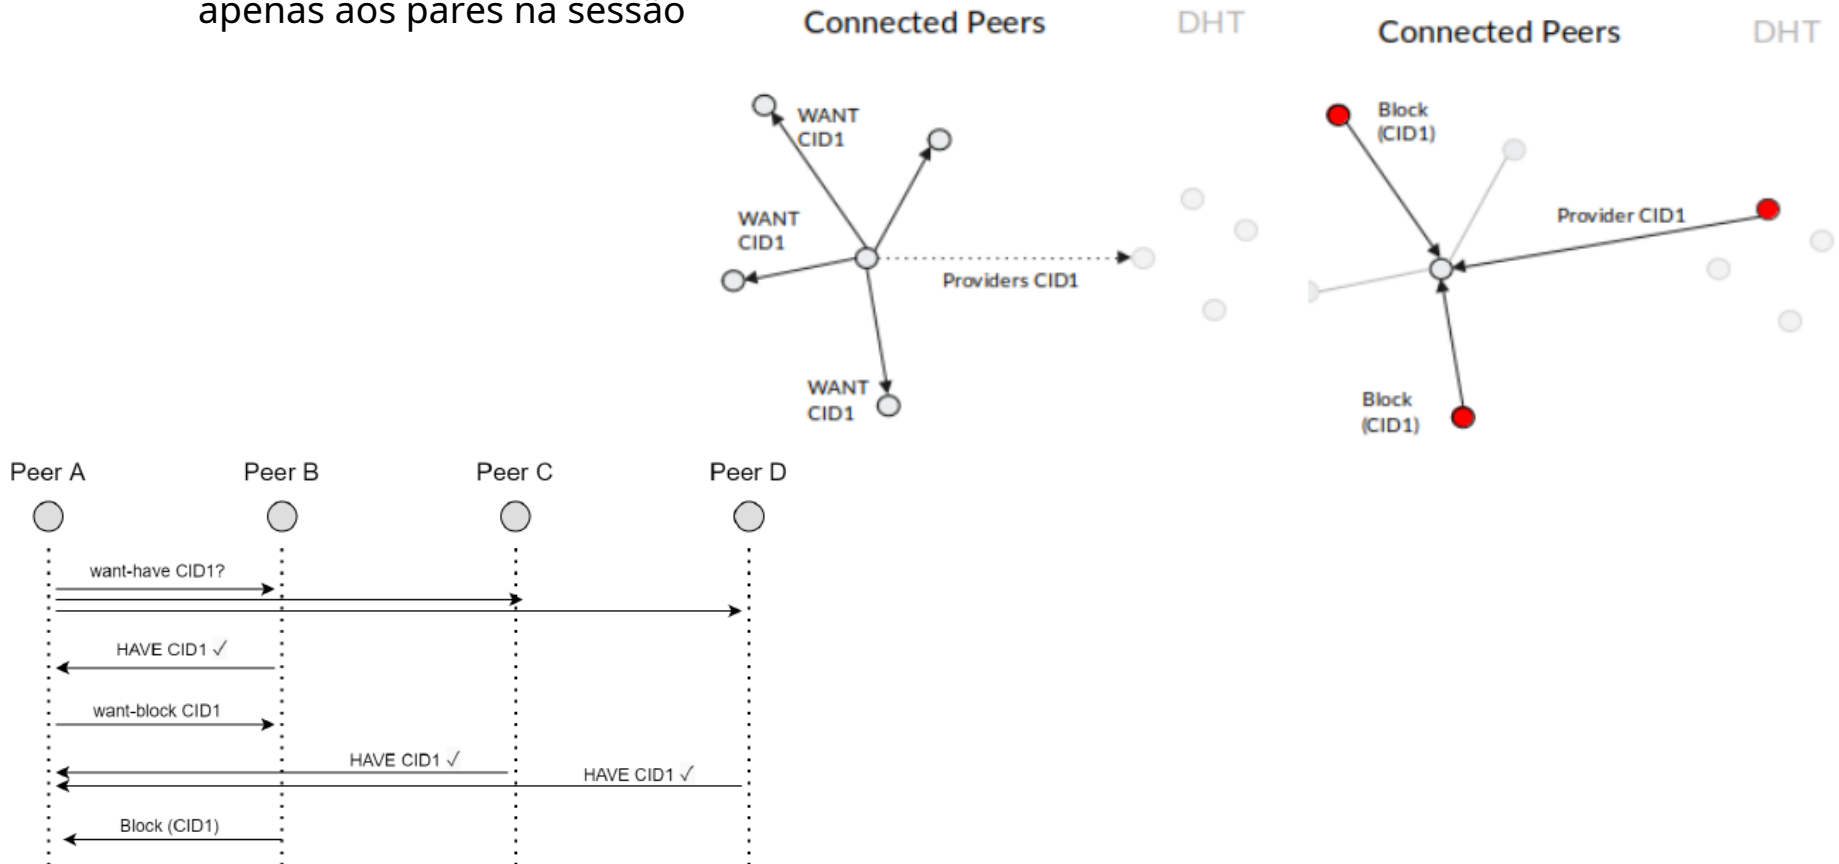 apenas aos pares na sessão
Connected Peers
DHT
WANT
CID1
WANT
CID1
Providers CID1
WANT
CID1
Connected Peers
DHT
Block
(CID1)
Provider CID1
Block
(CID1)
Peer A
Peer B
Peer C
Peer D
want-have CID1?
HAVE CID1 ✓
want-block CID1
HAVE CID1 ✓
HAVE CID1 ✓
Block (CID1)